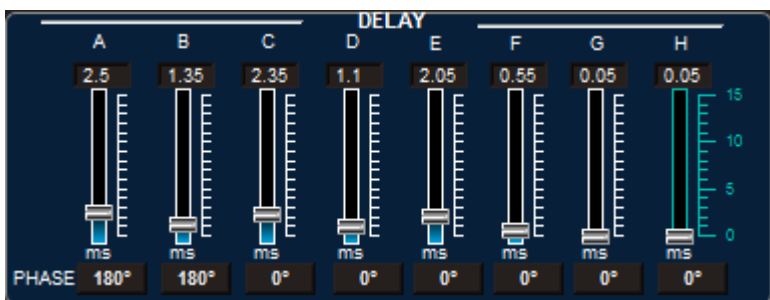 DELAY
A B C D E F G H
2.5 1.35 2.35 1.1 2.05 0.55 0.05 0.05
15
10
5
0
ms ms ms ms ms ms ms ms
PHASE 180° 180° 0° 0° 0° 0° 0° 0°